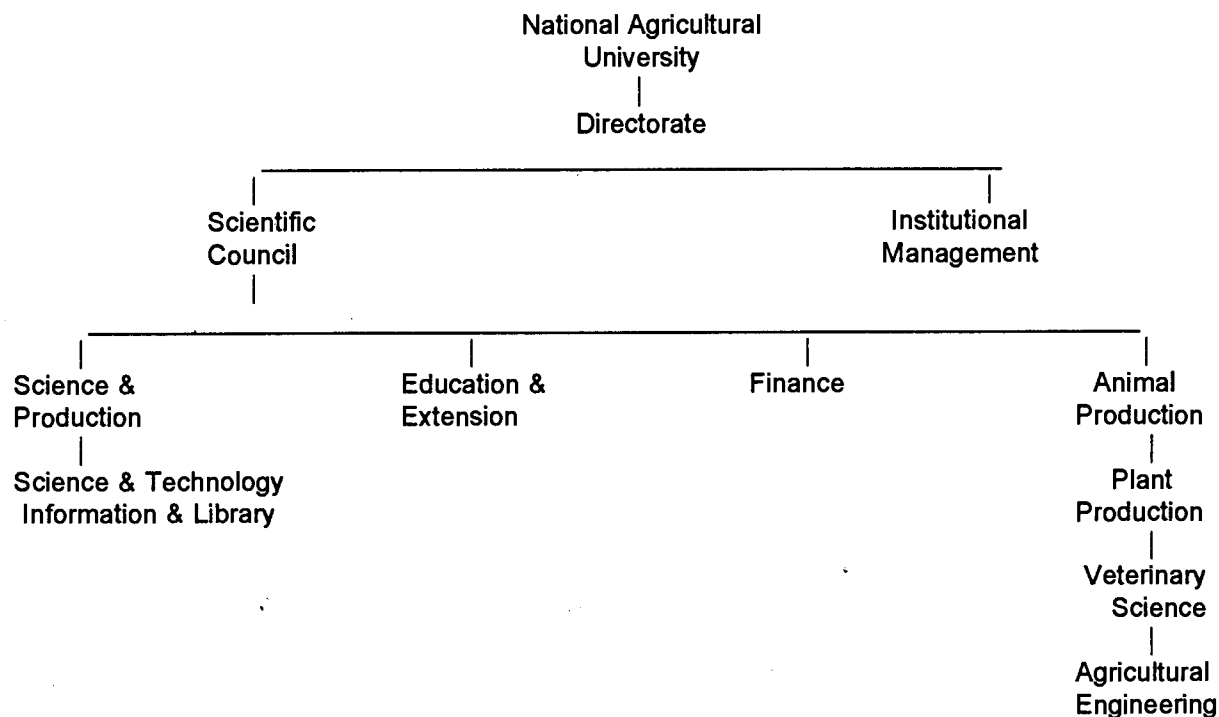 National Agricultural
University
Directorate
Scientific
Council
Institutional
Management
Science &
Production
Education &
Extension
Finance
Animal
Production
Science & Technology
Information & Library
Plant
Production
Veterinary
Science
Agricultural
Engineering